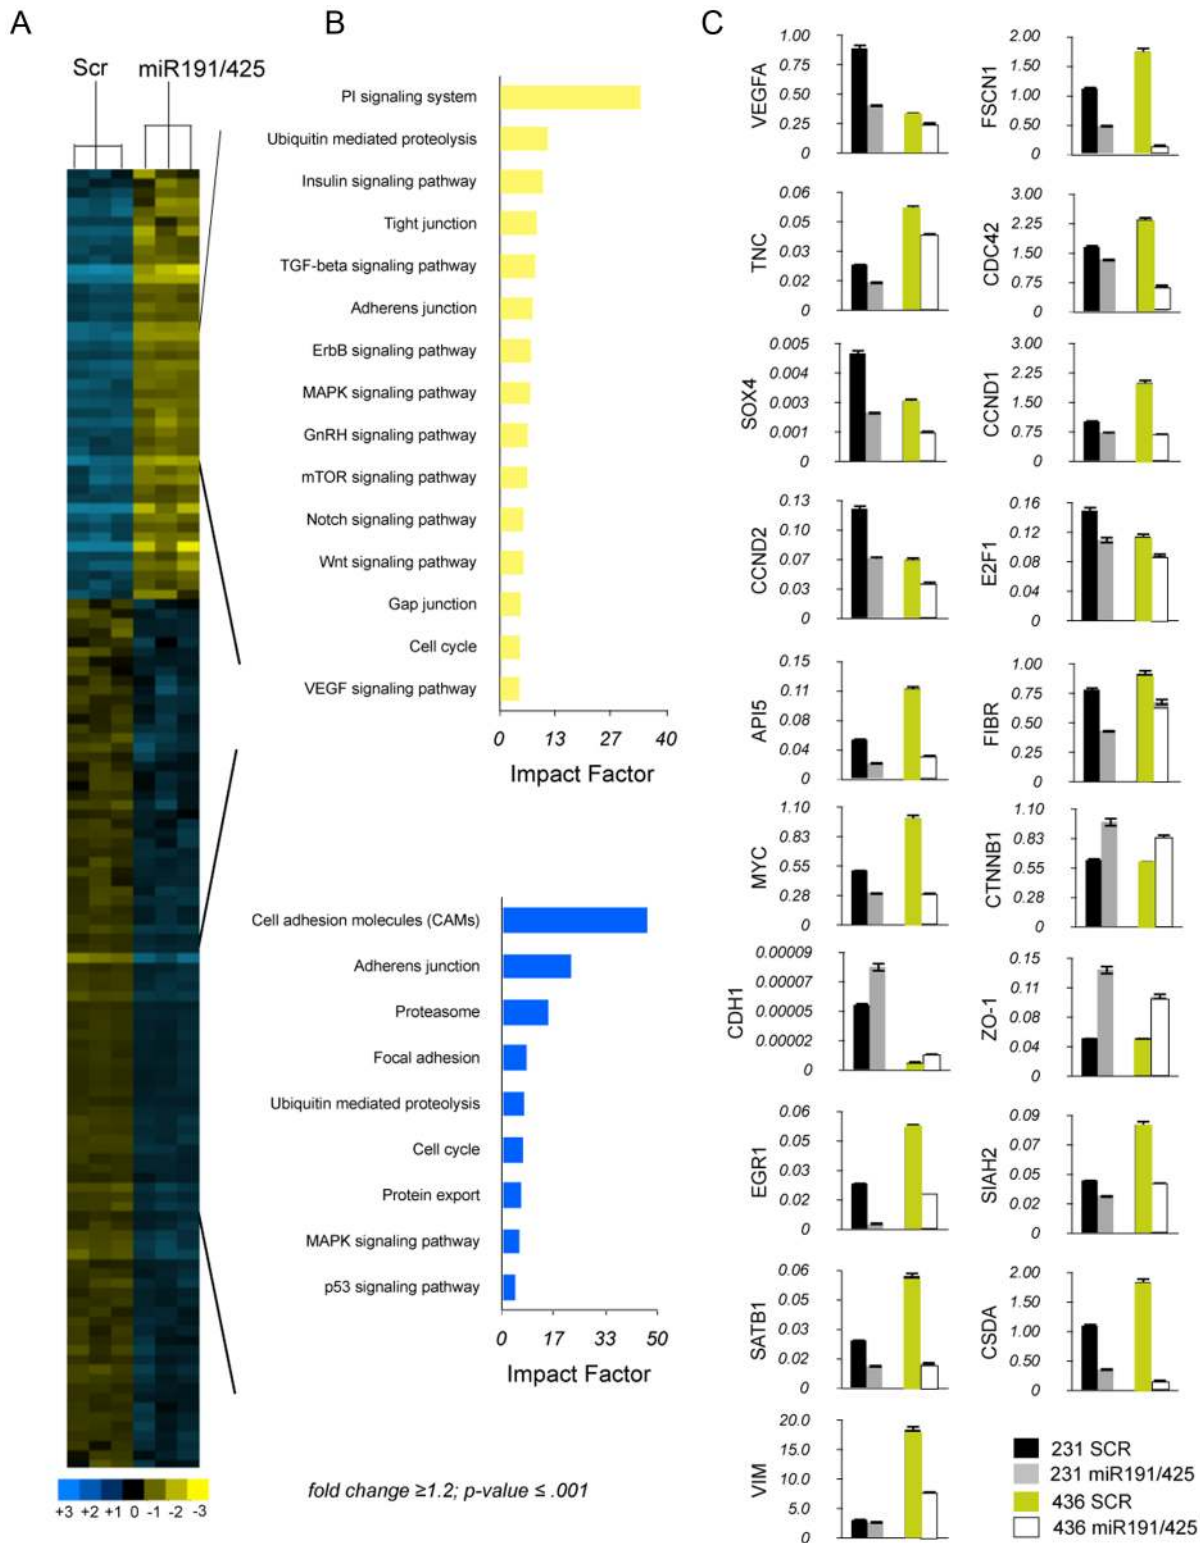 A
B
C
Scr
miR191/425
+3 +2 +1 0 -1 -2 -3
PI signaling system
Ubiquitin mediated proteolysis
Insulin signaling pathway
Tight junction
TGF-beta signaling pathway
Adherens junction
ErbB signaling pathway
MAPK signaling pathway
GnRH signaling pathway
mTOR signaling pathway
Notch signaling pathway
Wnt signaling pathway
Gap junction
Cell cycle
VEGF signaling pathway
0 13 27 40
Impact Factor
Cell adhesion molecules (CAMs)
Adherens junction
Proteasome
Focal adhesion
Ubiquitin mediated proteolysis
Cell cycle
Protein export
MAPK signaling pathway
p53 signaling pathway
0 17 33 50
Impact Factor
fold change ≥1.2; p-value ≤ .001
VEGFA
1.00
0.75
0.50
0.25
0
FSCN1
2.00
1.50
1.00
0.50
0
TNC
0.06
0.05
0.03
0.02
0
CDC42
3.00
2.25
1.50
0.75
0
SOX4
0.005
0.004
0.003
0.001
0
CCND1
3.00
2.25
1.50
0.75
0
CCND2
0.13
0.10
0.07
0.03
0
E2F1
0.16
0.12
0.08
0.04
0
API5
0.15
0.11
0.08
0.04
0
FIBR
1.00
0.75
0.50
0.25
0
MYC
1.10
0.83
0.55
0.28
0
CTNNB1
1.10
0.83
0.55
0.28
0
CDH1
0.00009
0.00007
0.00005
0.00002
0
ZO-1
0.15
0.11
0.08
0.04
0
EGR1
0.06
0.05
0.03
0.02
0
SIAH2
0.09
0.07
0.05
0.02
0
SATB1
0.06
0.05
0.03
0.02
0
CSDA
2.00
1.50
1.00
0.50
0
VIM
20.0
15.0
10.0
5.0
0
231 SCR
231 miR191/425
436 SCR
436 miR191/425